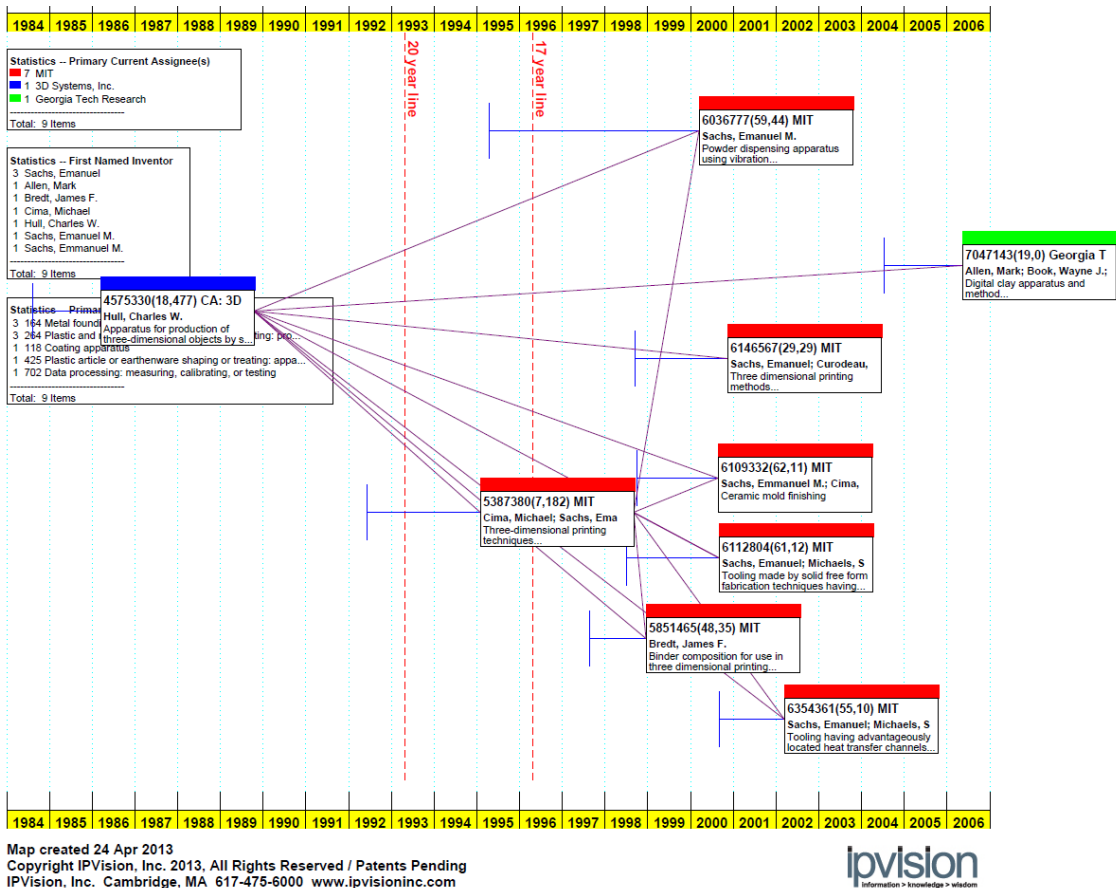 1984 1985 1986 1987 1988 1989 1990 1991 1992 1993 1994 1995 1996 1997 1998 1999 2000 2001 2002 2003 2004 2005 2006
20 year line
17 year line
Statistics -- Primary Current Assignee(s)
7 MIT
1 3D Systems, Inc.
1 Georgia Tech Research
---------------------------------
Total: 9 Items
Statistics -- First Named Inventor
3 Sachs, Emanuel
1 Allen, Mark
1 Bredt, James F.
1 Cima, Michael
1 Hull, Charles W.
1 Sachs, Emanuel M.
1 Sachs, Emmanuel M.
---------------------------------
Total: 9 Items
Statistics Primar
3 164 Metal foundi
3 264 Plastic and ting: pro...
1 118 Coating apparatus
1 425 Plastic article or earthenware shaping or treating: appa...
1 702 Data processing: measuring, calibrating, or testing
---------------------------------
Total: 9 Items
4575330(18,477) CA: 3D
Hull, Charles W.
Apparatus for production of
three-dimensional objects by s...
6036777(59,44) MIT
Sachs, Emanuel M.
Powder dispensing apparatus
using vibration...
7047143(19,0) Georgia T
Allen, Mark; Book, Wayne J.;
Digital clay apparatus and
method...
6146567(29,29) MIT
Sachs, Emanuel; Curodeau,
Three dimensional printing
methods...
6109332(62,11) MIT
Sachs, Emmanuel M.; Cima,
Ceramic mold finishing
5387380(7,182) MIT
Cima, Michael; Sachs, Ema
Three-dimensional printing
techniques...
6112804(61,12) MIT
Sachs, Emanuel; Michaels, S
Tooling made by solid free form
fabrication techniques having...
5851465(48,35) MIT
Bredt, James F.
Binder composition for use in
three dimensional printing...
6354361(55,10) MIT
Sachs, Emanuel; Michaels, S
Tooling having advantageously
located heat transfer channels...
1984 1985 1986 1987 1988 1989 1990 1991 1992 1993 1994 1995 1996 1997 1998 1999 2000 2001 2002 2003 2004 2005 2006
Map created 24 Apr 2013
Copyright IPVision, Inc. 2013, All Rights Reserved / Patents Pending
IPVision, Inc. Cambridge, MA 617-475-6000 www.ipvisioninc.com
ipvision
Information > knowledge > wisdom